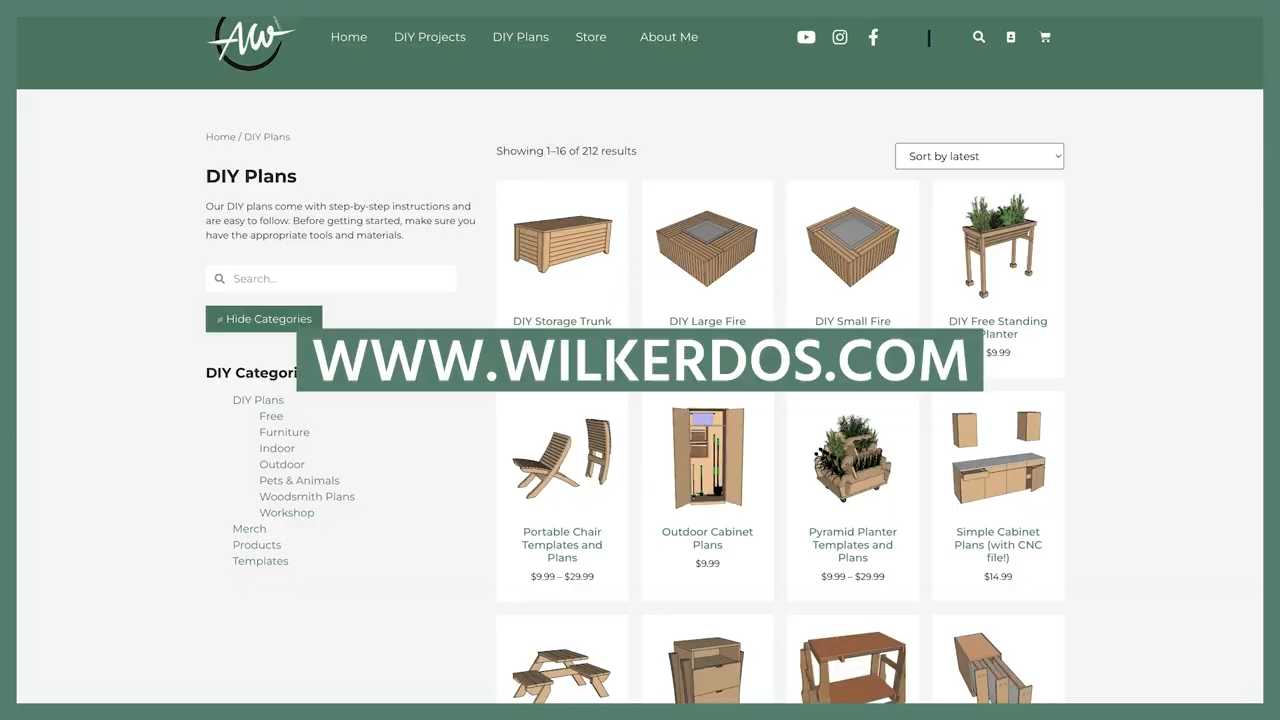 AW
Home
DIY Projects
DIY Plans
Store
About Me
Home / DIY Plans
DIY Plans
Our DIY plans come with step-by-step instructions and
are easy to follow. Before getting started, make sure you
have the appropriate tools and materials.
Search...
Hide Categories
DIY Categori
DIY Plans
Free
Furniture
Indoor
Outdoor
Pets & Animals
Woodsmith Plans
Workshop
Merch
Products
Templates
Showing 1–16 of 212 results
Sort by latest
DIY Storage Trunk
DIY Large Fire
DIY Small Fire
DIY Free Standing
Planter
$9.99
WWW.WILKERDOS.COM
Portable Chair
Templates and
Plans
$9.99 – $29.99
Outdoor Cabinet
Plans
$9.99
Pyramid Planter
Templates and
Plans
$9.99 – $29.99
Simple Cabinet
Plans (with CNC
file!)
$14.99